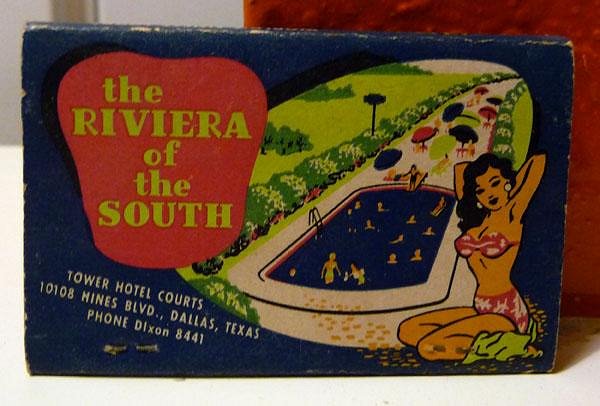 the
RIVIERA
of
the
SOUTH
TOWER HOTEL COURTS
10108 HINES BLVD., DALLAS, TEXAS
PHONE DIxon 8441